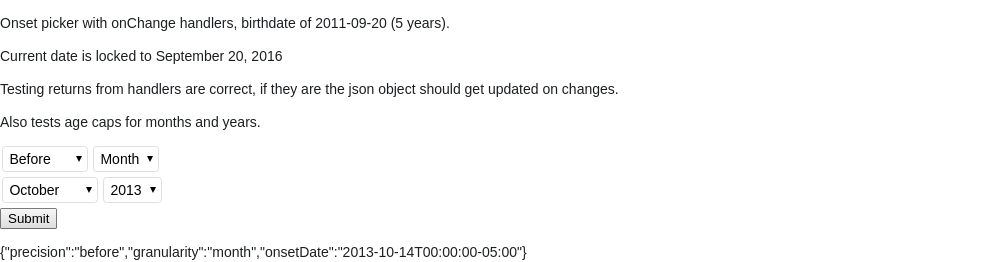 Onset picker with onChange handlers, birthdate of 2011-09-20 (5 years).
Current date is locked to September 20, 2016
Testing returns from handlers are correct, if they are the json object should get updated on changes.
Also tests age caps for months and years.
Before Month
October 2013
Submit
{"precision":"before","granularity":"month","onsetDate":"2013-10-14T00:00:00-05:00"}